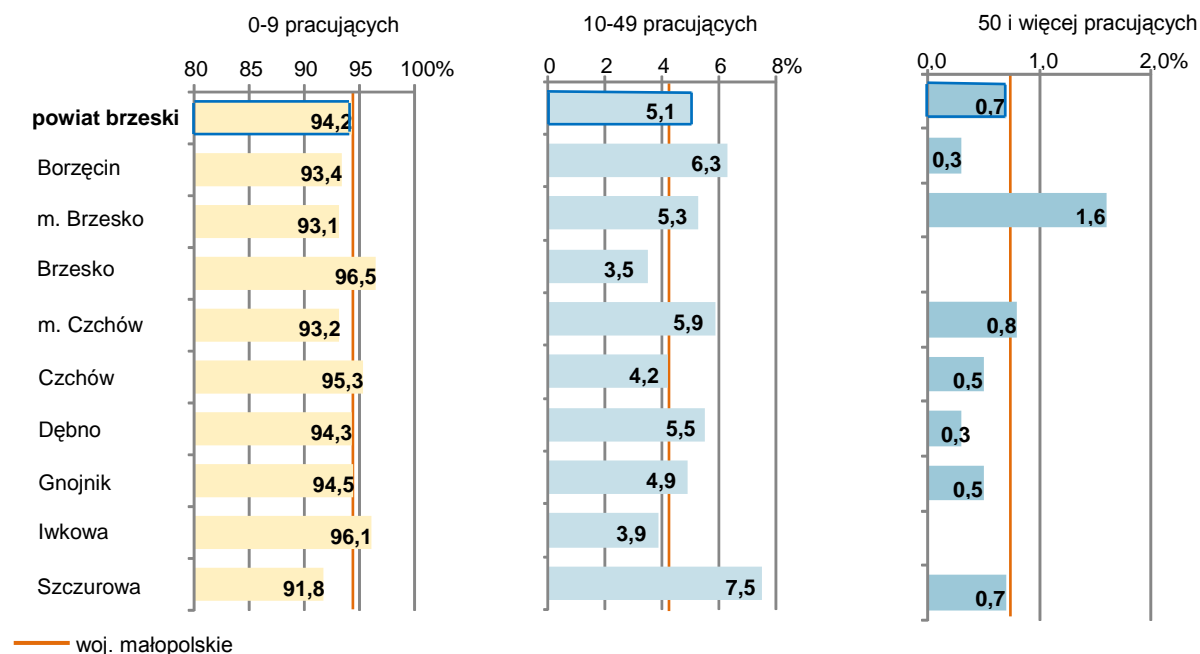 0-9 pracujących 10-49 pracujących 50 i więcej pracujących
80 85 90 95 100% 0 2 4 6 8% 0,0 1,0 2,0%
powiat brzeski 94,2 5,1 0,7
Borzęcin 93,4 6,3 0,3
m. Brzesko 93,1 5,3 1,6
Brzesko 96,5 3,5
m. Czchów 93,2 5,9 0,8
Czchów 95,3 4,2 0,5
Dębno 94,3 5,5 0,3
Gnojnik 94,5 4,9 0,5
Iwkowa 96,1 3,9
Szczurowa 91,8 7,5 0,7
woj. małopolskie